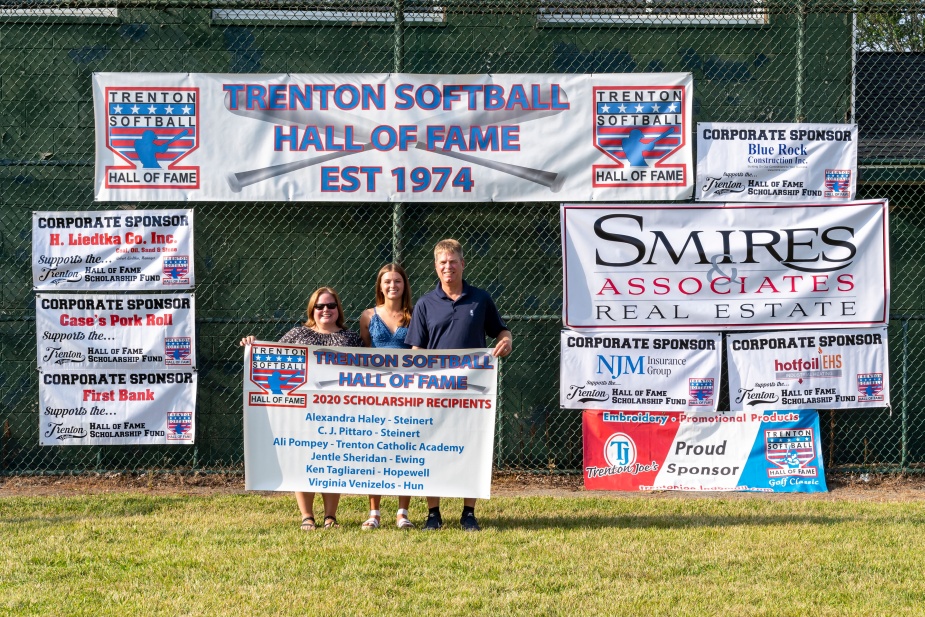 TRENTON SOFTBALL
HALL OF FAME
EST 1974
TRENTON
SOFTBALL
HALL OF FAME
TRENTON
SOFTBALL
HALL OF FAME
CORPORATE SPONSOR
Blue Rock
Construction Inc.
Supports the...
Trenton HALL OF FAME
SCHOLARSHIP FUND
CORPORATE SPONSOR
H. Liedtka Co. Inc.
Coal, Oil, Sand & Stone
Supports the...
Trenton HALL OF FAME
SCHOLARSHIP FUND
CORPORATE SPONSOR
Case's Pork Roll
Supports the...
Trenton HALL OF FAME
SCHOLARSHIP FUND
CORPORATE SPONSOR
First Bank
Supports the...
Trenton HALL OF FAME
SCHOLARSHIP FUND
TRENTON
SOFTBALL
HALL OF FAME
TRENTON SOFTBALL
HALL OF FAME
2020 SCHOLARSHIP RECIPIENTS
Alexandra Haley - Steinert
C. J. Pittaro - Steinert
Ali Pompey - Trenton Catholic Academy
Jentle Sheridan - Ewing
Ken Tagliareni - Hopewell
Virginia Venizelos - Hun
SMIRES
&
ASSOCIATES
REAL ESTATE
CORPORATE SPONSOR
NJM Insurance
Group
Supports the...
Trenton HALL OF FAME
SCHOLARSHIP FUND
CORPORATE SPONSOR
hotfoil EHS
Supports the...
Trenton HALL OF FAME
SCHOLARSHIP FUND
Embroidery • Promotional Products
TJ
Trenton Joe's
Proud
Sponsor
TRENTON
SOFTBALL
HALL OF FAME
Golf Classic